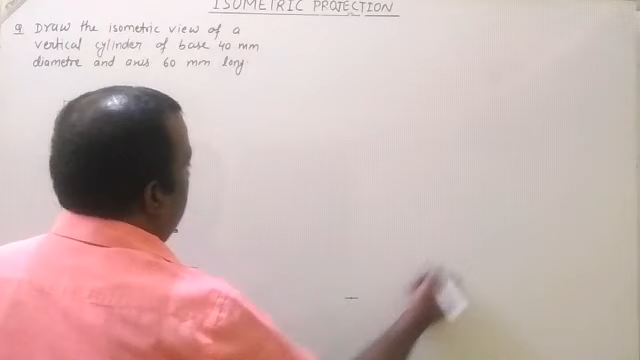 ISOMETRIC PROJECTION
Q Draw the isometric view of a
vertical cylinder of base 40 mm
diametre and axis 60 mm long.